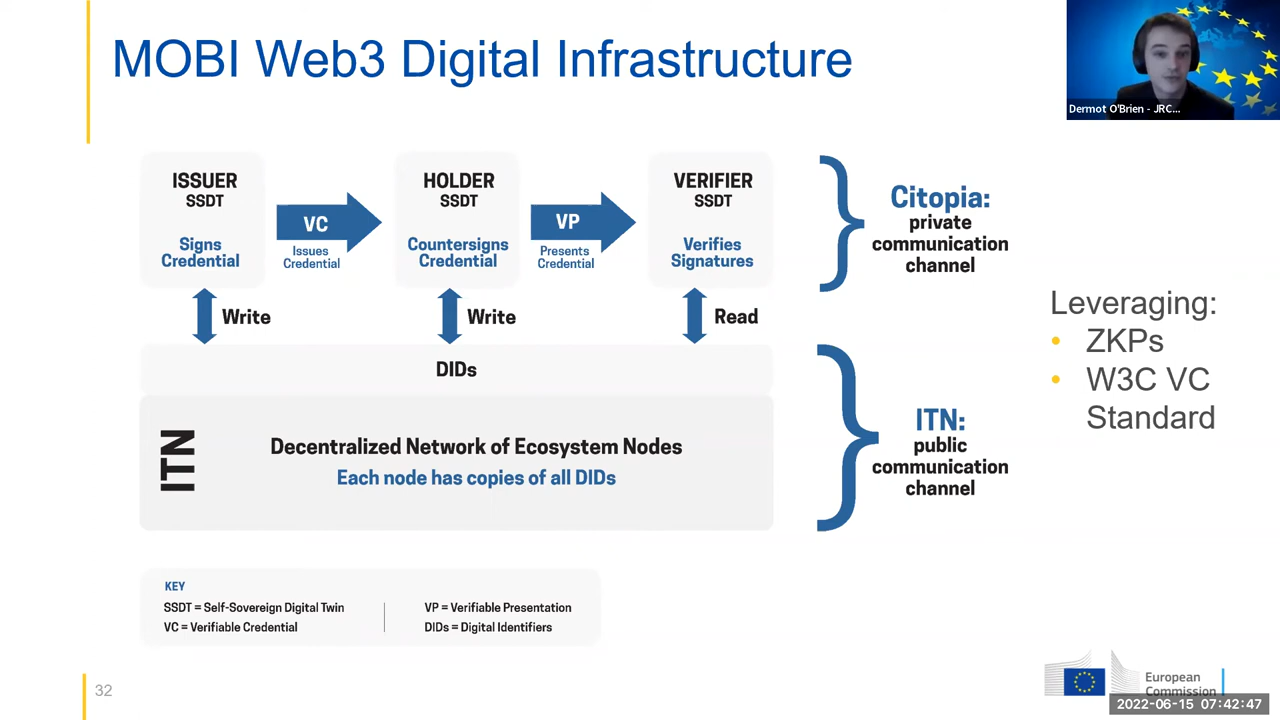 MOBI Web3 Digital Infrastructure
Dermot O'Brien - JRC...
ISSUER
SSDT
Signs
Credential
VC
Issues
Credential
HOLDER
SSDT
Countersigns
Credential
VP
Presents
Credential
VERIFIER
SSDT
Verifies
Signatures
Citopia:
private
communication
channel
Write
Write
Read
DIDs
ITN
Decentralized Network of Ecosystem Nodes
Each node has copies of all DIDs
ITN:
public
communication
channel
Leveraging:
• ZKPs
• W3C VC
Standard
KEY
SSDT = Self-Sovereign Digital Twin
VC = Verifiable Credential
VP = Verifiable Presentation
DIDs = Digital Identifiers
32
European
Commission
2022-06-15 07:42:47